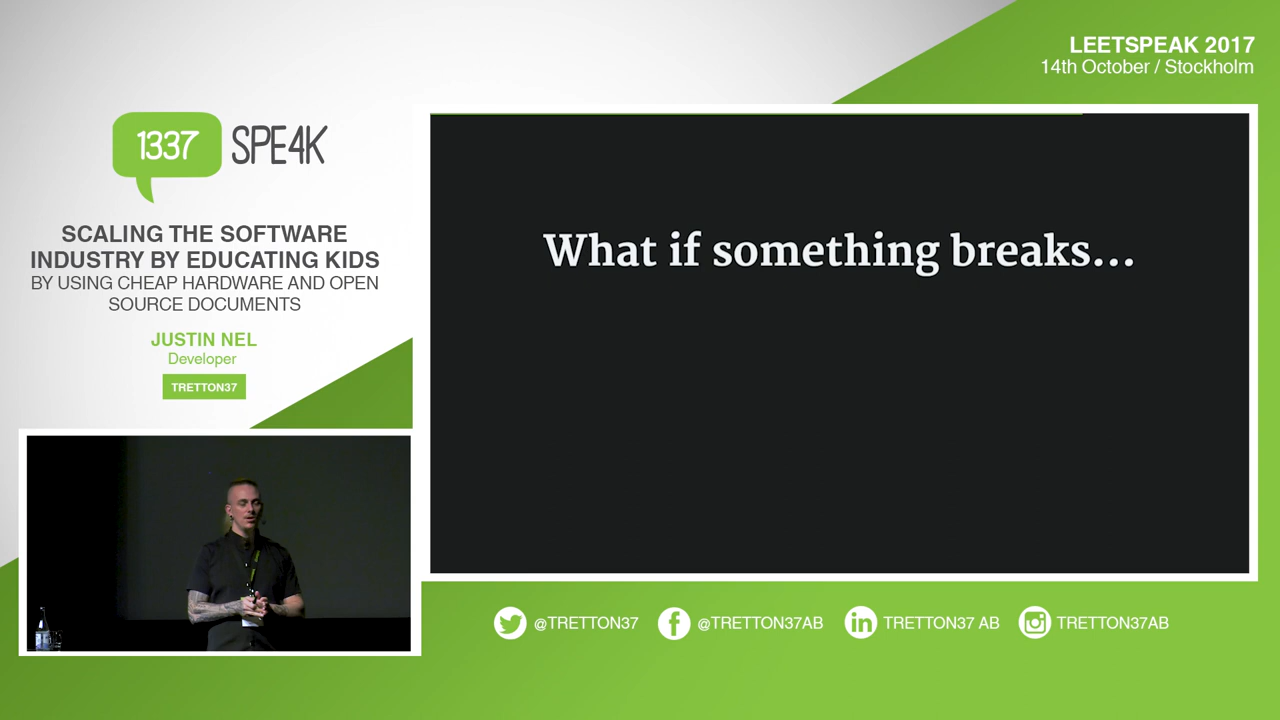 LEETSPEAK 2017
14th October / Stockholm
1337 SPE4K
SCALING THE SOFTWARE
INDUSTRY BY EDUCATING KIDS
BY USING CHEAP HARDWARE AND OPEN
SOURCE DOCUMENTS
JUSTIN NEL
Developer
TRETTON37
What if something breaks...
@TRETTON37
@TRETTON37AB
TRETTON37 AB
TRETTON37AB